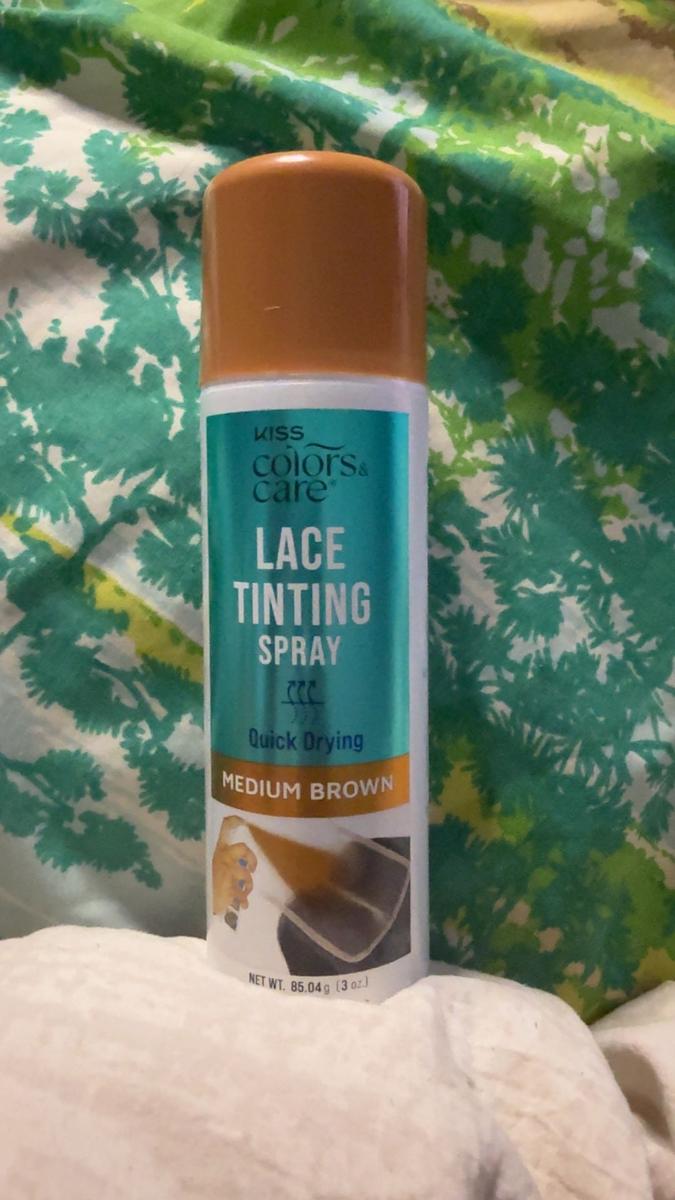 KISS
colors &
care®
LACE
TINTING
SPRAY
Quick Drying
MEDIUM BROWN
NET WT. 85.04g (3 oz.)